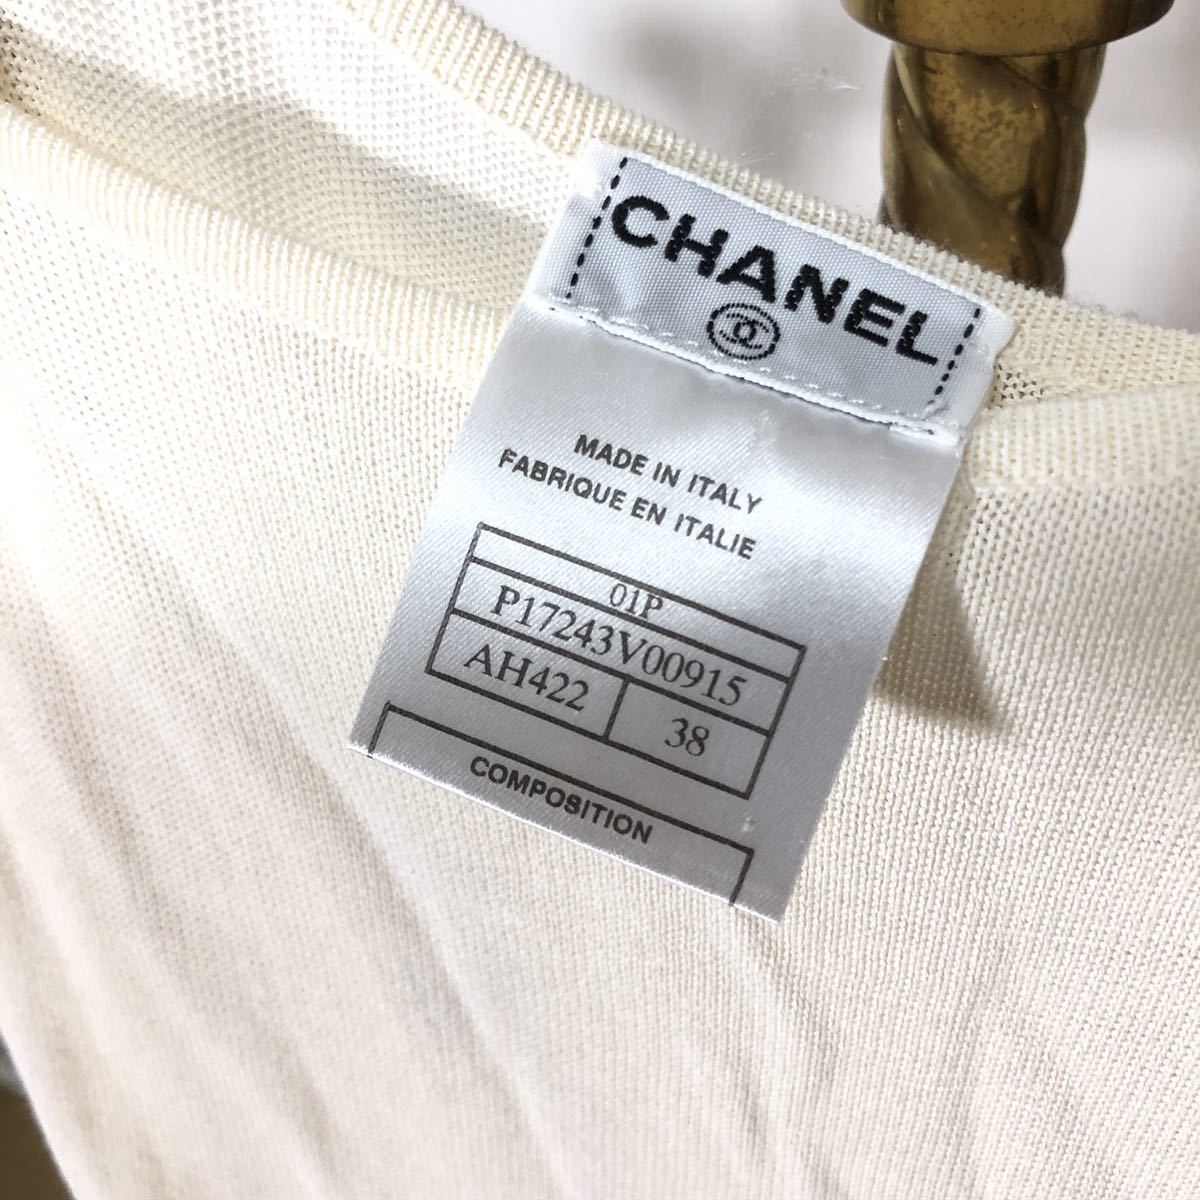 CHANEL
MADE IN ITALY
FABRIQUE EN ITALIE
01P
P17243V00915
AH422 38
COMPOSITION